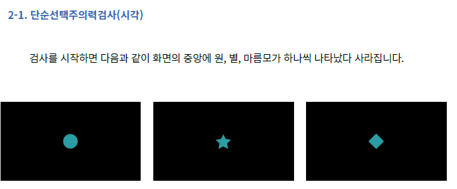 2-1. 단순선택주의력검사(시각)
검사를 시작하면 다음과 같이 화면의 중앙에 원, 별, 마름모가 하나씩 나타났다 사라집니다.